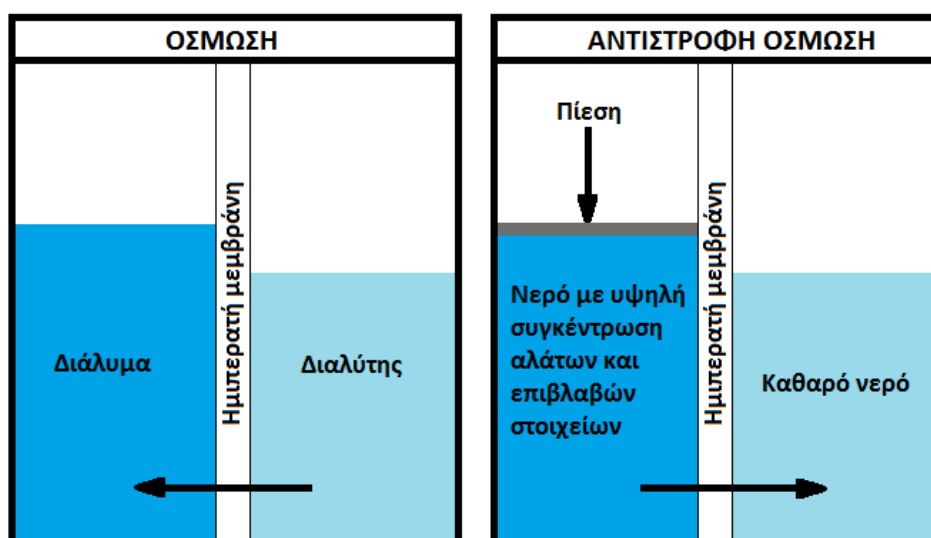 ΟΣΜΩΣΗ
Διάλυμα
Ημιπερατή μεμβράνη
Διαλύτης
ΑΝΤΙΣΤΡΟΦΗ ΟΣΜΩΣΗ
Πίεση
Νερό με υψηλή
συγκέντρωση
αλάτων και
επιβλαβών
στοιχείων
Ημιπερατή μεμβράνη
Καθαρό νερό